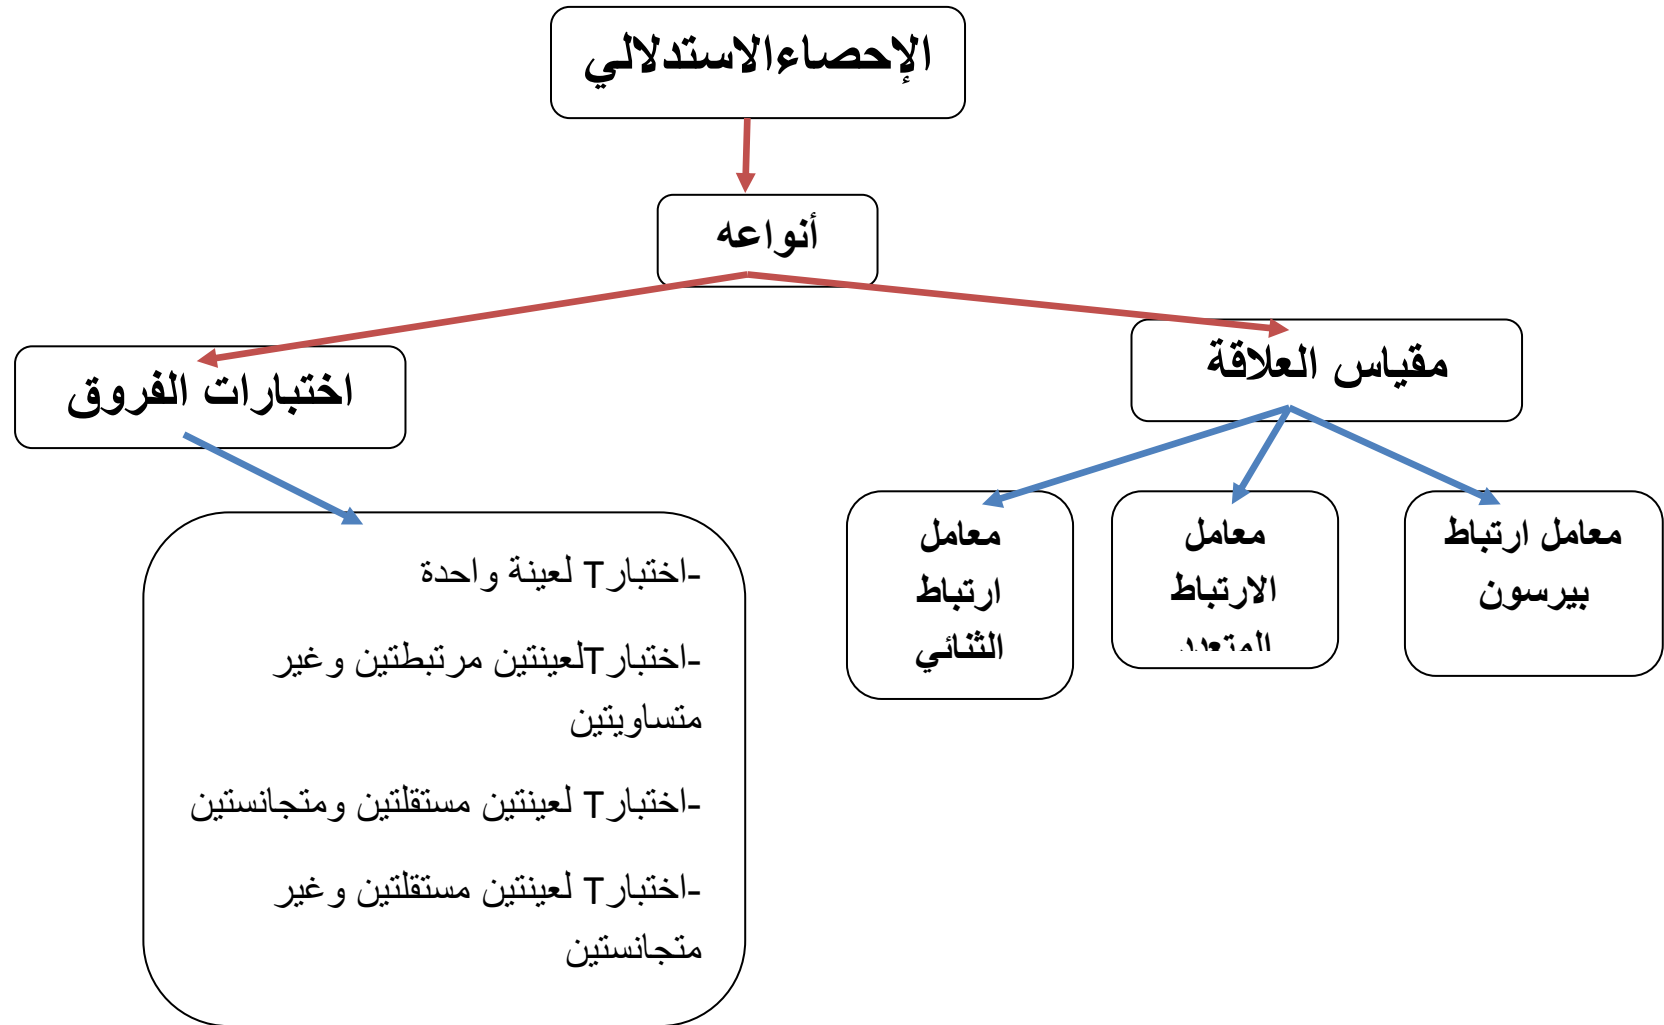 الإحصاءالاستدلالي
أنواعه
مقياس العلاقة
اختبارات الفروق
معامل ارتباط
بيرسون
معامل
الارتباط
المتعدد
معامل
ارتباط
الثنائي
-اختبارT لعينة واحدة
-اختبارTلعينتين مرتبطتين وغير
متساويتين
-اختبارT لعينتين مستقلتين ومتجانستين
-اختبارT لعينتين مستقلتين وغير
متجانستين